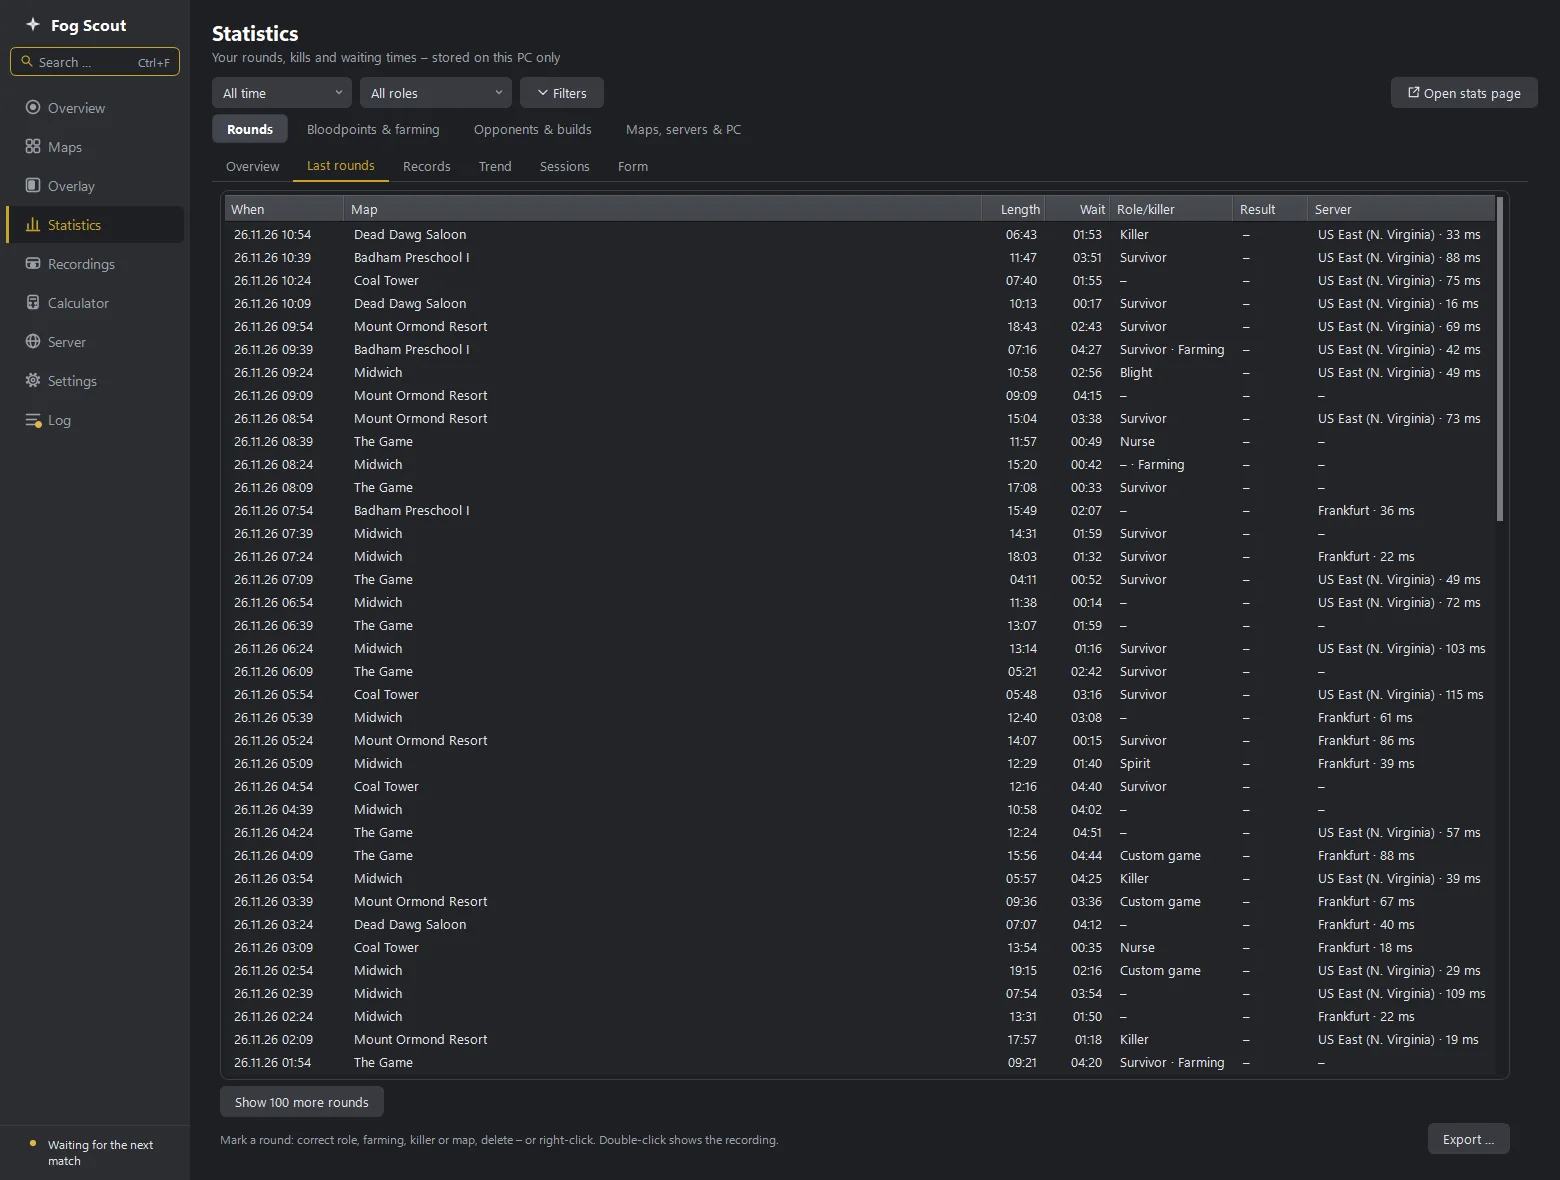 Fog Scout
Search ... Ctrl+F
Overview
Maps
Overlay
Statistics
Recordings
Calculator
Server
Settings
Log
Waiting for the next
match
Statistics
Your rounds, kills and waiting times – stored on this PC only
All time All roles Filters Open stats page
Rounds Bloodpoints & farming Opponents & builds Maps, servers & PC
Overview Last rounds Records Trend Sessions Form
When Map Length Wait Role/killer Result Server
26.11.26 10:54 Dead Dawg Saloon 06:43 01:53 Killer – US East (N. Virginia) · 33 ms
26.11.26 10:39 Badham Preschool I 11:47 03:51 Survivor – US East (N. Virginia) · 88 ms
26.11.26 10:24 Coal Tower 07:40 01:55 – – US East (N. Virginia) · 75 ms
26.11.26 10:09 Dead Dawg Saloon 10:13 00:17 Survivor – US East (N. Virginia) · 16 ms
26.11.26 09:54 Mount Ormond Resort 18:43 02:43 Survivor – US East (N. Virginia) · 69 ms
26.11.26 09:39 Badham Preschool I 07:16 04:27 Survivor · Farming – US East (N. Virginia) · 42 ms
26.11.26 09:24 Midwich 10:58 02:56 Blight – US East (N. Virginia) · 49 ms
26.11.26 09:09 Mount Ormond Resort 09:09 04:15 – – –
26.11.26 08:54 Mount Ormond Resort 15:04 03:38 Survivor – US East (N. Virginia) · 73 ms
26.11.26 08:39 The Game 11:57 00:49 Nurse – –
26.11.26 08:24 Midwich 15:20 00:42 – · Farming – –
26.11.26 08:09 The Game 17:08 00:33 Survivor – –
26.11.26 07:54 Badham Preschool I 15:49 02:07 – – Frankfurt · 36 ms
26.11.26 07:39 Midwich 14:31 01:59 Survivor – –
26.11.26 07:24 Midwich 18:03 01:32 Survivor – Frankfurt · 22 ms
26.11.26 07:09 The Game 04:11 00:52 Survivor – US East (N. Virginia) · 49 ms
26.11.26 06:54 Midwich 11:38 00:14 – – US East (N. Virginia) · 72 ms
26.11.26 06:39 The Game 13:07 01:59 – – –
26.11.26 06:24 Midwich 13:14 01:16 Survivor – US East (N. Virginia) · 103 ms
26.11.26 06:09 The Game 05:21 02:42 Survivor – –
26.11.26 05:54 Coal Tower 05:48 03:16 Survivor – US East (N. Virginia) · 115 ms
26.11.26 05:39 Midwich 12:40 03:08 – – Frankfurt · 61 ms
26.11.26 05:24 Mount Ormond Resort 14:07 00:15 Survivor – Frankfurt · 86 ms
26.11.26 05:09 Midwich 12:29 01:40 Spirit – Frankfurt · 39 ms
26.11.26 04:54 Coal Tower 12:16 04:40 Survivor – –
26.11.26 04:39 Midwich 10:58 04:02 – – –
26.11.26 04:24 The Game 12:24 04:51 – – US East (N. Virginia) · 57 ms
26.11.26 04:09 The Game 15:56 04:44 Custom game – Frankfurt · 88 ms
26.11.26 03:54 Midwich 05:57 04:25 Killer – US East (N. Virginia) · 39 ms
26.11.26 03:39 Mount Ormond Resort 09:36 03:36 Custom game – Frankfurt · 67 ms
26.11.26 03:24 Dead Dawg Saloon 07:07 04:12 – – Frankfurt · 40 ms
26.11.26 03:09 Coal Tower 13:54 00:35 Nurse – Frankfurt · 18 ms
26.11.26 02:54 Midwich 19:15 02:16 Custom game – US East (N. Virginia) · 29 ms
26.11.26 02:39 Midwich 07:54 03:54 – – US East (N. Virginia) · 109 ms
26.11.26 02:24 Midwich 13:31 01:50 – – Frankfurt · 22 ms
26.11.26 02:09 Mount Ormond Resort 17:57 01:18 Killer – US East (N. Virginia) · 19 ms
26.11.26 01:54 The Game 09:21 04:20 Survivor · Farming – –
Show 100 more rounds
Mark a round: correct role, farming, killer or map, delete – or right-click. Double-click shows the recording.
Export ...